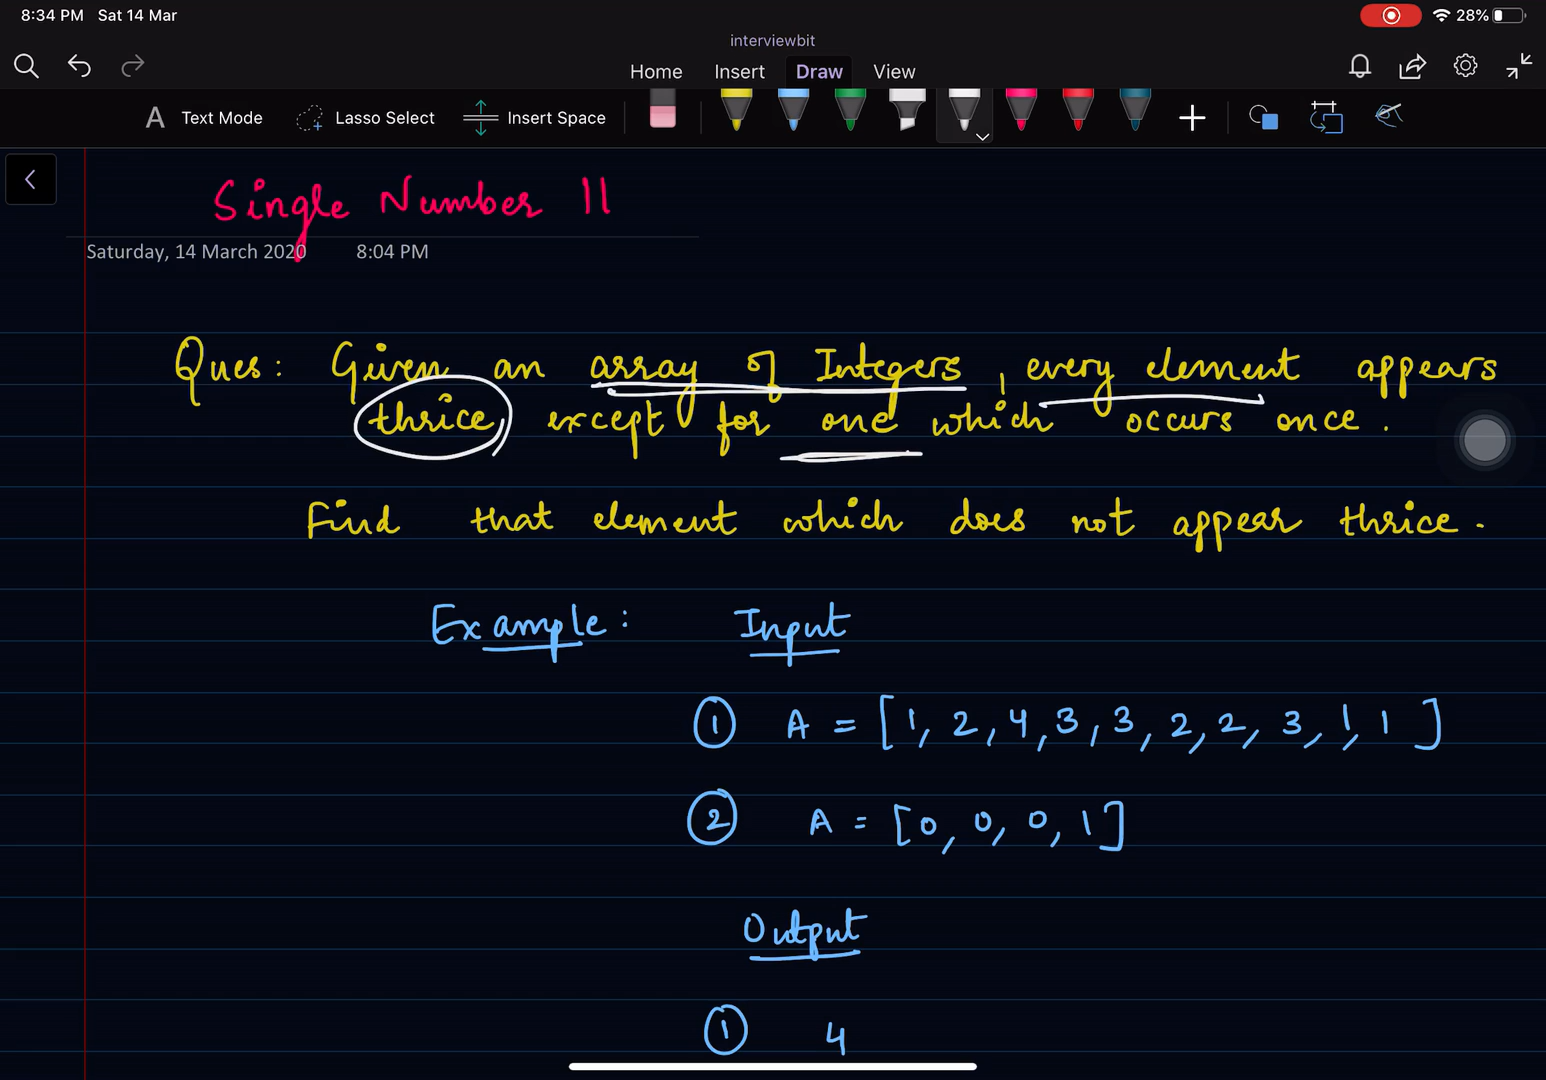 8:34 PM Sat 14 Mar
28%
interviewbit
Home Insert Draw View
A Text Mode Lasso Select Insert Space
Single Number II
Saturday, 14 March 2020 8:04 PM
Ques: Given an array of Integers, every element appears
thrice except for one which occurs once.
Find that element which does not appear thrice.
Example: Input
① A = [1, 2, 4, 3, 3, 2, 2, 3, 1, 1]
② A = [0, 0, 0, 1]
Output
① 4